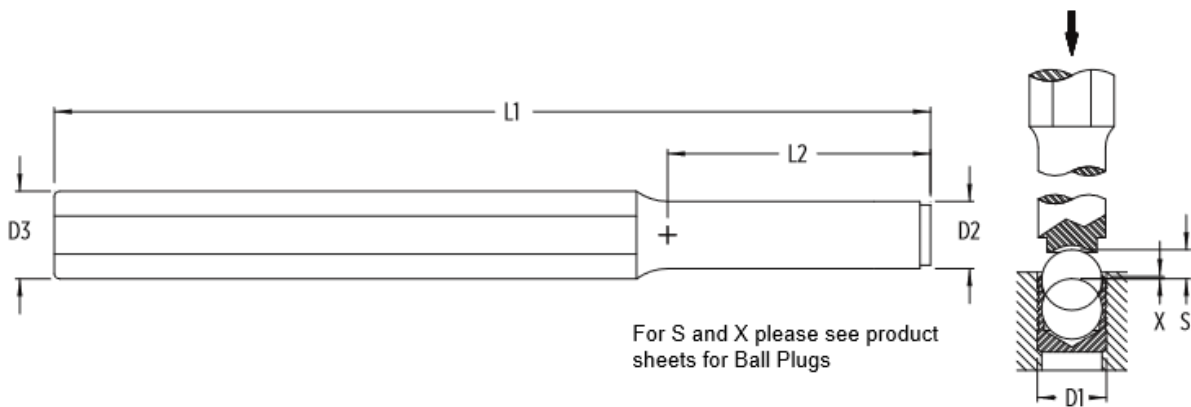 L1
L2
D3
D2
For S and X please see product
sheets for Ball Plugs
X
S
D1